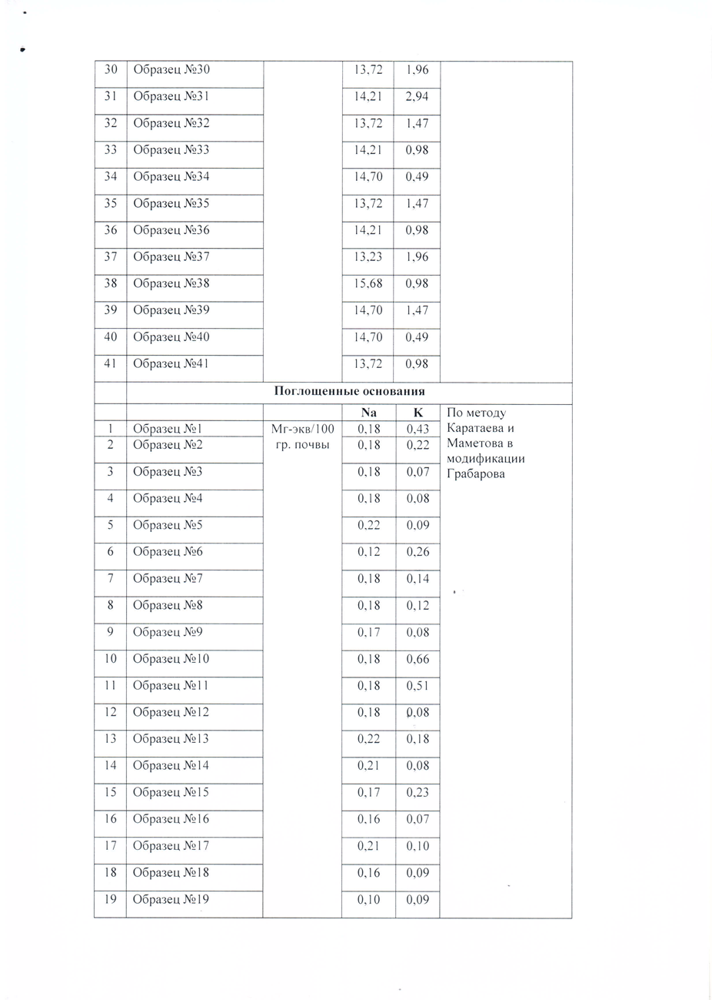 30 Образец №30 13,72 1,96
31 Образец №31 14,21 2,94
32 Образец №32 13,72 1,47
33 Образец №33 14,21 0,98
34 Образец №34 14,70 0,49
35 Образец №35 13,72 1,47
36 Образец №36 14,21 0,98
37 Образец №37 13,23 1,96
38 Образец №38 15,68 0,98
39 Образец №39 14,70 1,47
40 Образец №40 14,70 0,49
41 Образец №41 13,72 0,98
Поглощенные основания
Na K По методу
1 Образец №1 Мг-экв/100 0,18 0,43 Каратаева и
2 Образец №2 гр. почвы 0,18 0,22 Маметова в
модификации
3 Образец №3 0,18 0,07 Грабарова
4 Образец №4 0,18 0,08
5 Образец №5 0,22 0,09
6 Образец №6 0,12 0,26
7 Образец №7 0,18 0,14
8 Образец №8 0,18 0,12
9 Образец №9 0,17 0,08
10 Образец №10 0,18 0,66
11 Образец №11 0,18 0,51
12 Образец №12 0,18 0,08
13 Образец №13 0,22 0,18
14 Образец №14 0,21 0,08
15 Образец №15 0,17 0,23
16 Образец №16 0,16 0,07
17 Образец №17 0,21 0,10
18 Образец №18 0,16 0,09
19 Образец №19 0,10 0,09